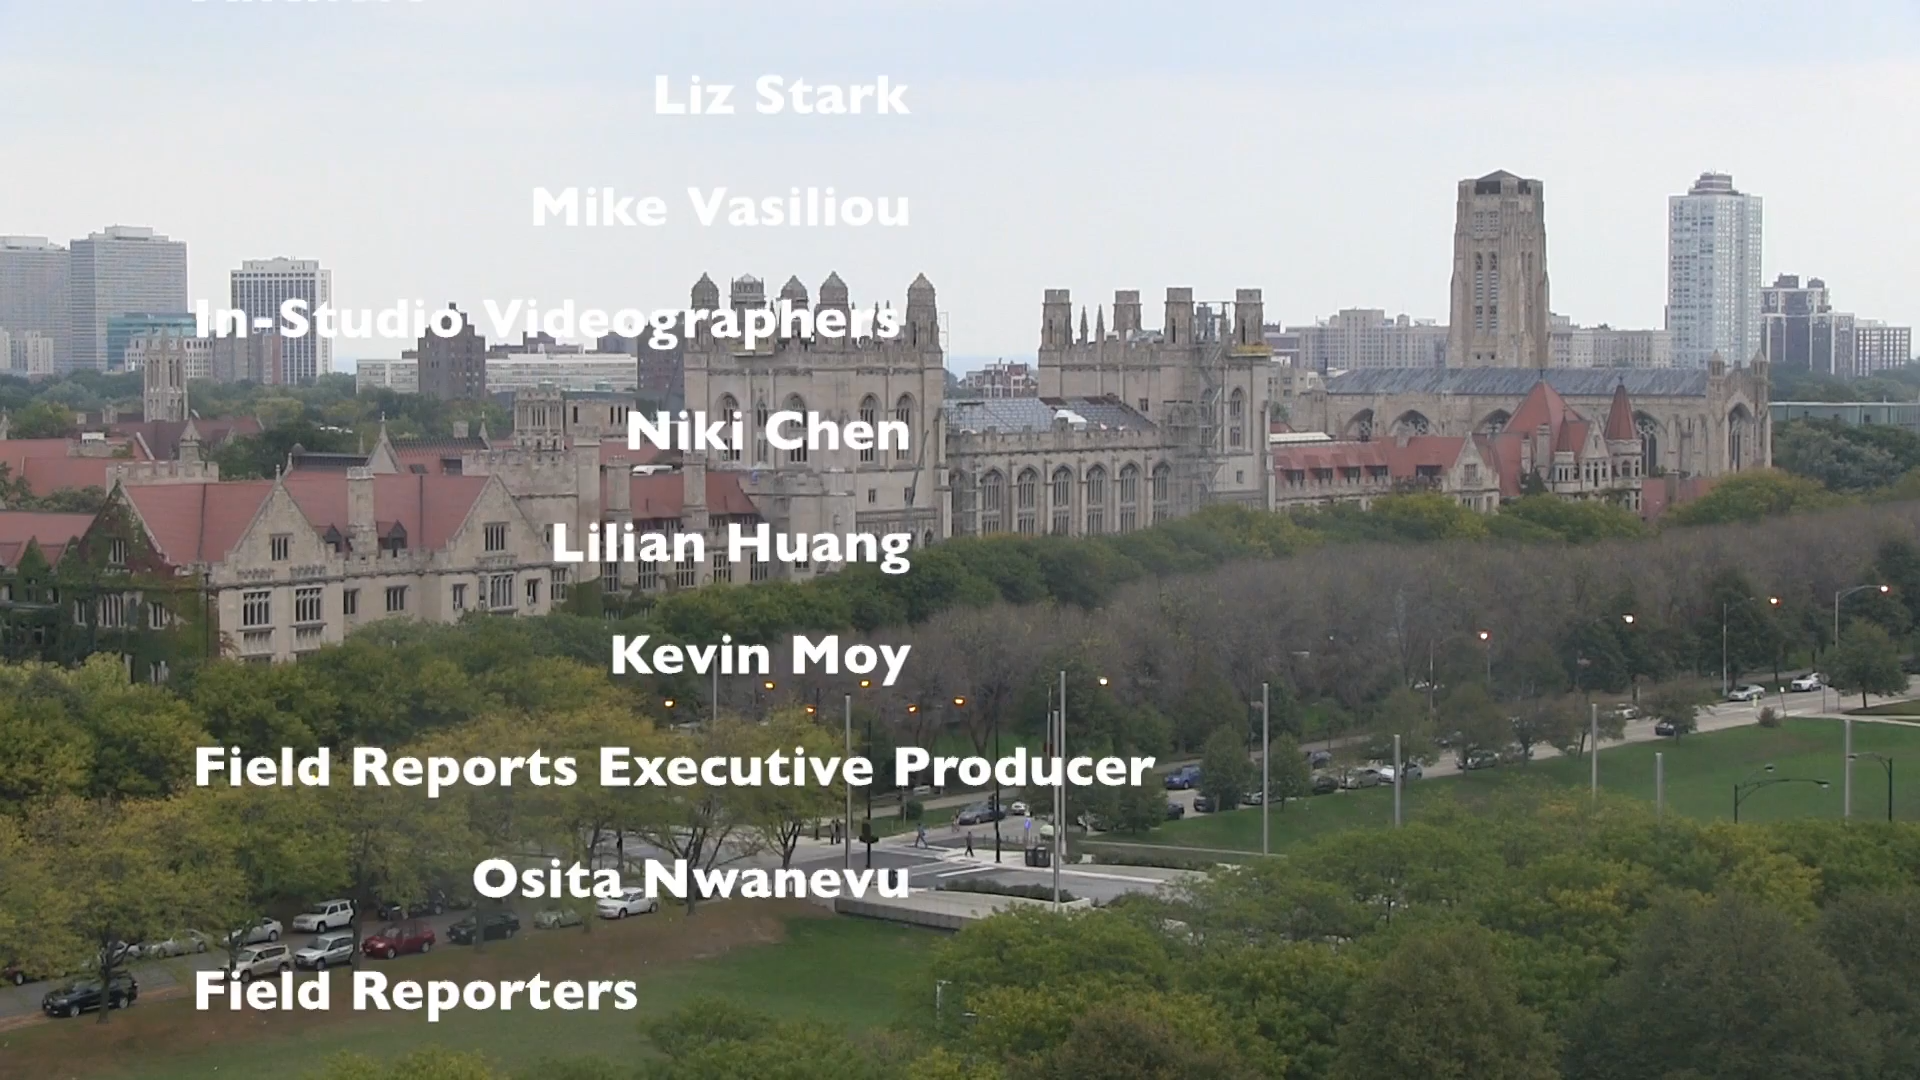 Liz Stark
Mike Vasiliou
In-Studio Videographers
Niki Chen
Lilian Huang
Kevin Moy
Field Reports Executive Producer
Osita Nwanevu
Field Reporters